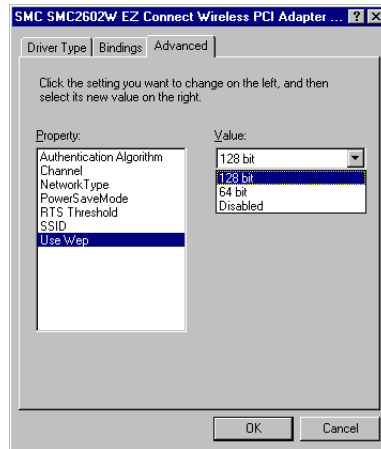 SMC SMC2602W EZ Connect Wireless PCI Adapter ... ? X
Driver Type Bindings Advanced
Click the setting you want to change on the left, and then
select its new value on the right.
Property:
Authentication Algorithm
Channel
NetworkType
PowerSaveMode
RTS Threshold
SSID
Use Wep
Value:
128 bit
128 bit
64 bit
Disabled
OK Cancel